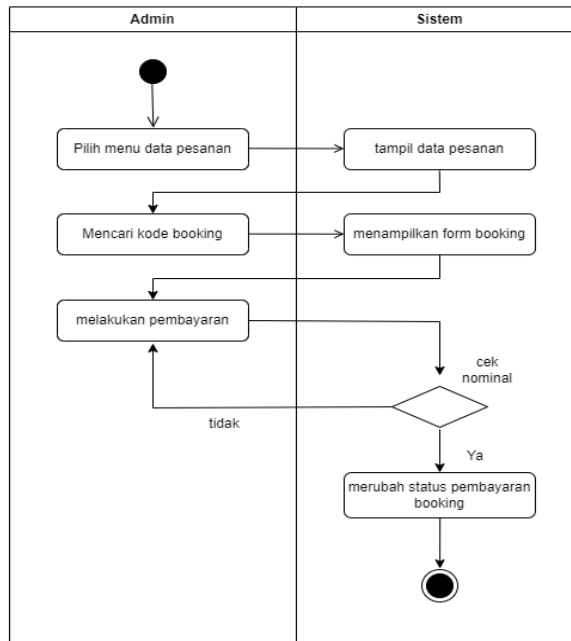 Admin
Sistem
Pilih menu data pesanan
tampil data pesanan
Mencari kode booking
menampilkan form booking
melakukan pembayaran
cek
nominal
tidak
Ya
merubah status pembayaran
booking